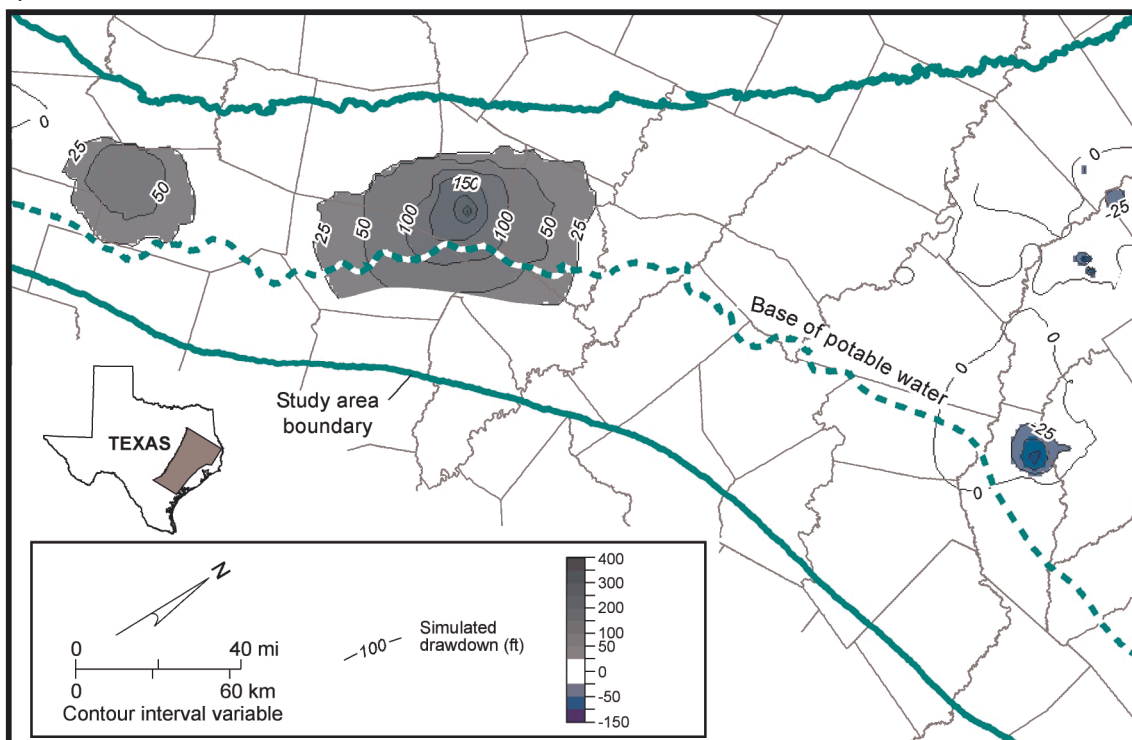 0
25
50
25
50
100
150
100
50
25
0
-25
0
Base of potable water
0
-25
0
Study area
boundary
TEXAS
N
0 40 mi
0 60 km
Contour interval variable
100
Simulated
drawdown (ft)
400
300
200
100
50
0
-50
-150